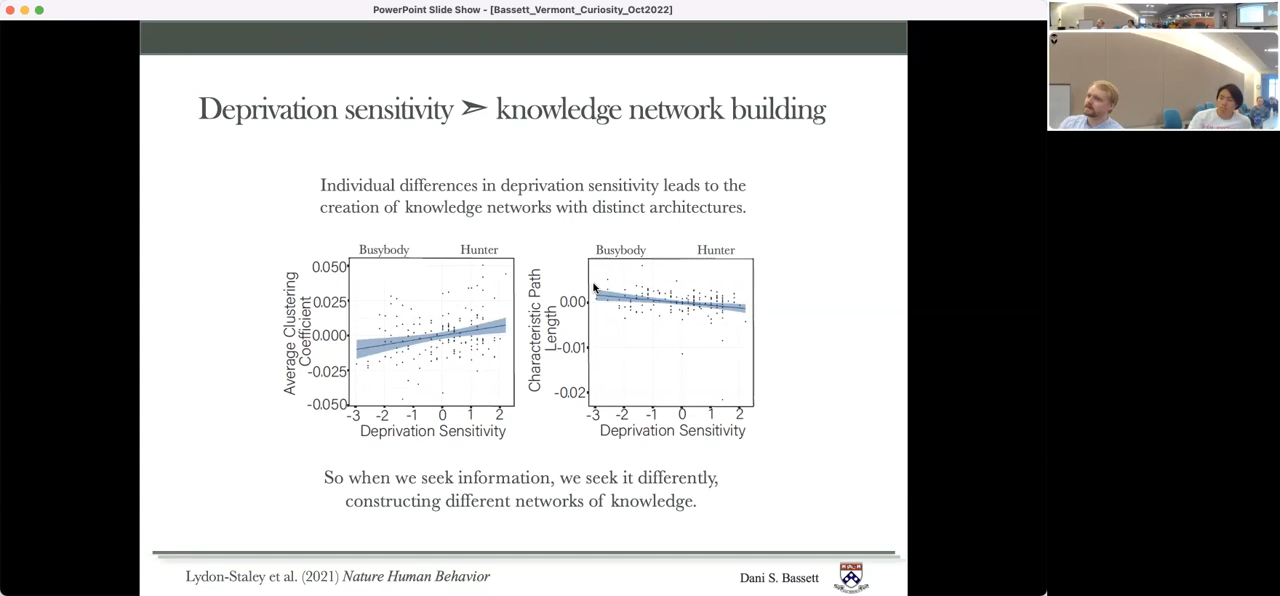 PowerPoint Slide Show - [Bassett_Vermont_Curiosity_Oct2022]
Deprivation sensitivity ➣ knowledge network building
Individual differences in deprivation sensitivity leads to the
creation of knowledge networks with distinct architectures.
Busybody Hunter
Average Clustering
Coefficient
0.050
0.025
0.000
-0.025
-0.050
-3 -2 -1 0 1 2
Deprivation Sensitivity
Busybody Hunter
Characteristic Path
Length
0.00
-0.01
-0.02
-3 -2 -1 0 1 2
Deprivation Sensitivity
So when we seek information, we seek it differently,
constructing different networks of knowledge.
Lydon-Staley et al. (2021) Nature Human Behavior
Dani S. Bassett